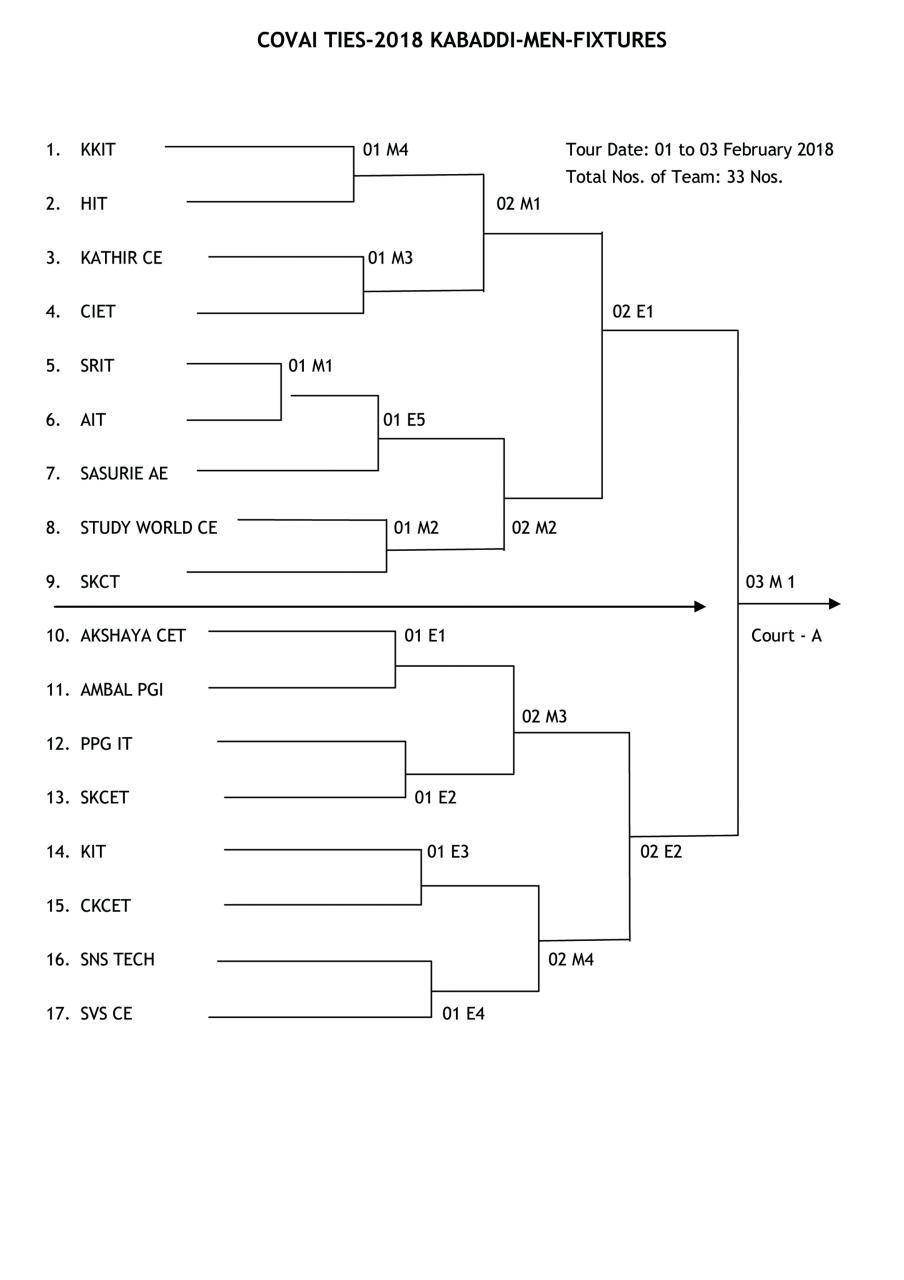 COVAI TIES-2018 KABADDI-MEN-FIXTURES
1. KKIT
01 M4
Tour Date: 01 to 03 February 2018
Total Nos. of Team: 33 Nos.
2. HIT
02 M1
3. KATHIR CE
01 M3
4. CIET
02 E1
5. SRIT
01 M1
6. AIT
01 E5
7. SASURIE AE
8. STUDY WORLD CE
01 M2
02 M2
9. SKCT
03 M 1
10. AKSHAYA CET
01 E1
Court - A
11. AMBAL PGI
02 M3
12. PPG IT
13. SKCET
01 E2
14. KIT
01 E3
02 E2
15. CKCET
16. SNS TECH
02 M4
17. SVS CE
01 E4